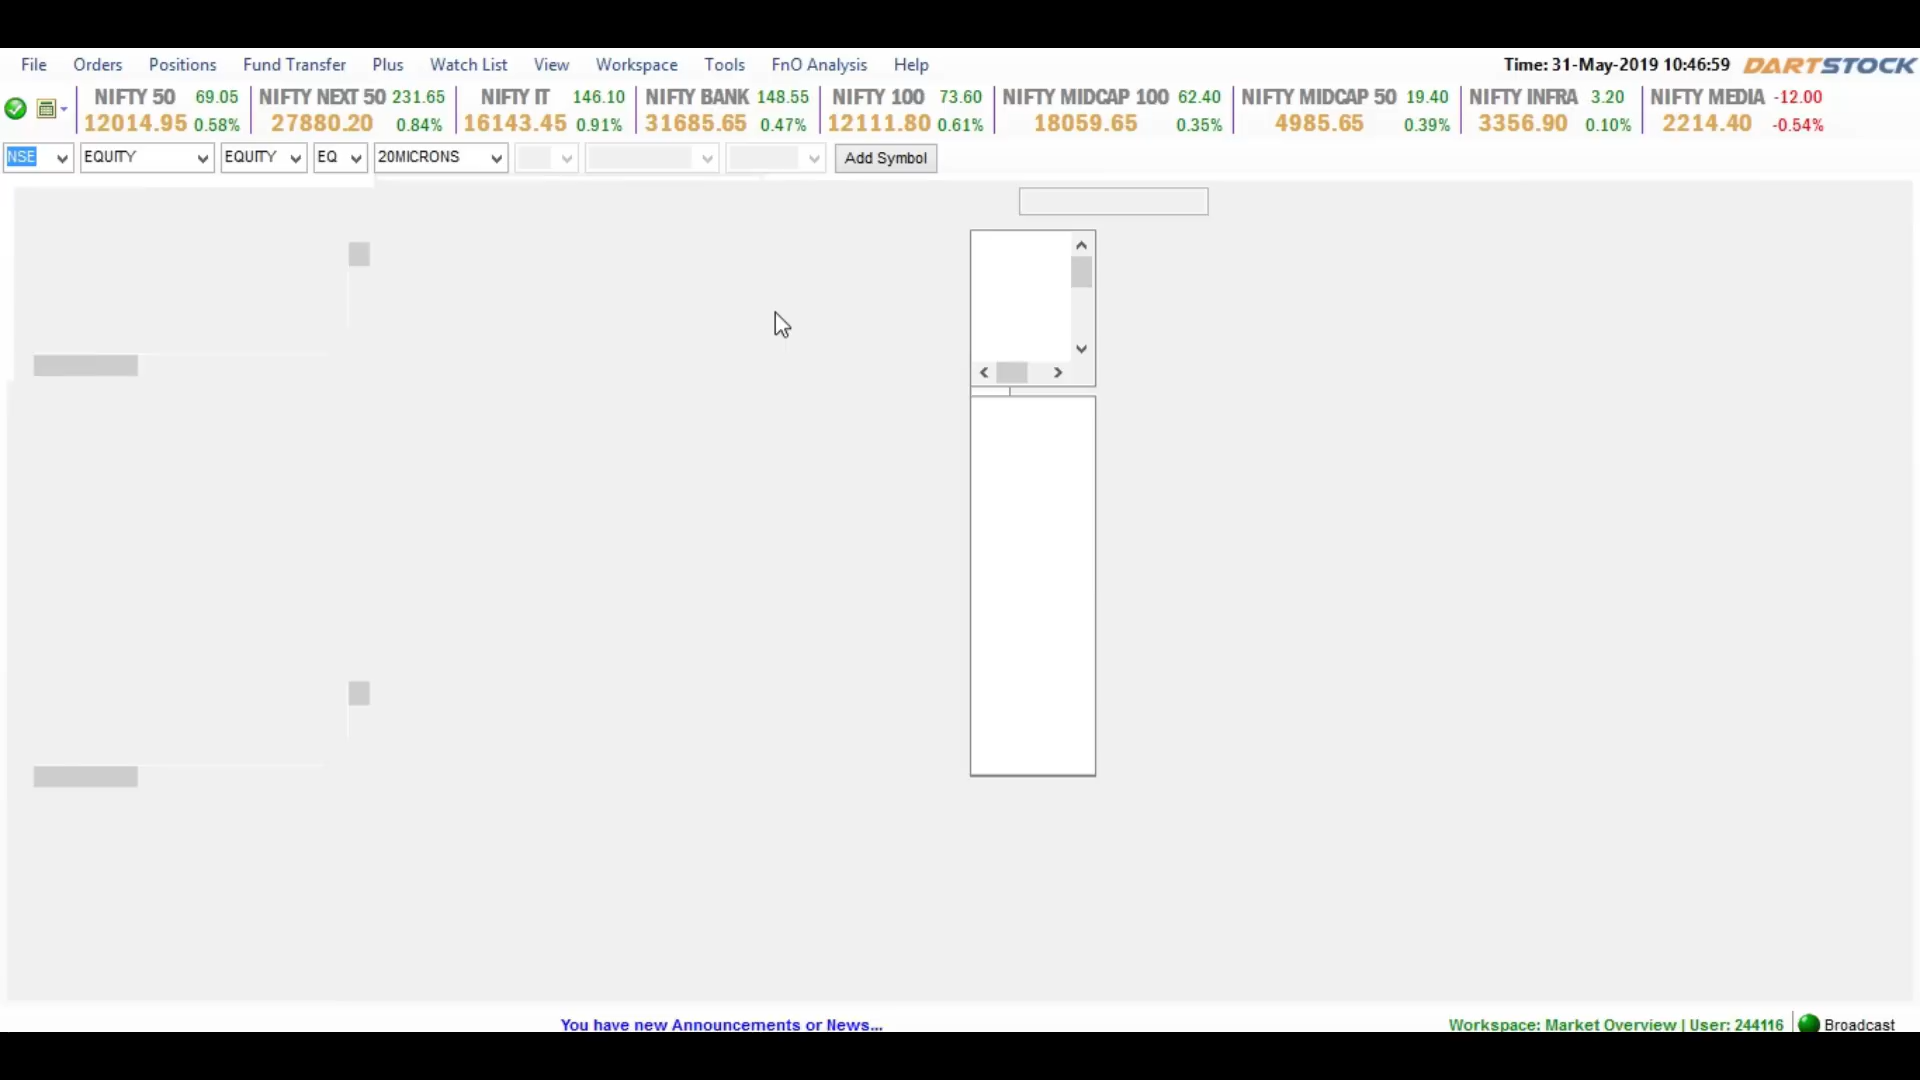 File Orders Positions Fund Transfer Plus Watch List View Workspace Tools FnO Analysis Help Time: 31-May-2019 10:46:59 DARTSTOCK
NIFTY 50 69.05 NIFTY NEXT 50 231.65 NIFTY IT 146.10 NIFTY BANK 148.55 NIFTY 100 73.60 NIFTY MIDCAP 100 62.40 NIFTY MIDCAP 50 19.40 NIFTY INFRA 3.20 NIFTY MEDIA -12.00
12014.95 0.58% 27880.20 0.84% 16143.45 0.91% 31685.65 0.47% 12111.80 0.61% 18059.65 0.35% 4985.65 0.39% 3356.90 0.10% 2214.40 -0.54%
NSE EQUITY EQUITY EQ 20MICRONS Add Symbol
You have new Announcements or News... Workspace: Market Overview | User: 244116 Broadcast